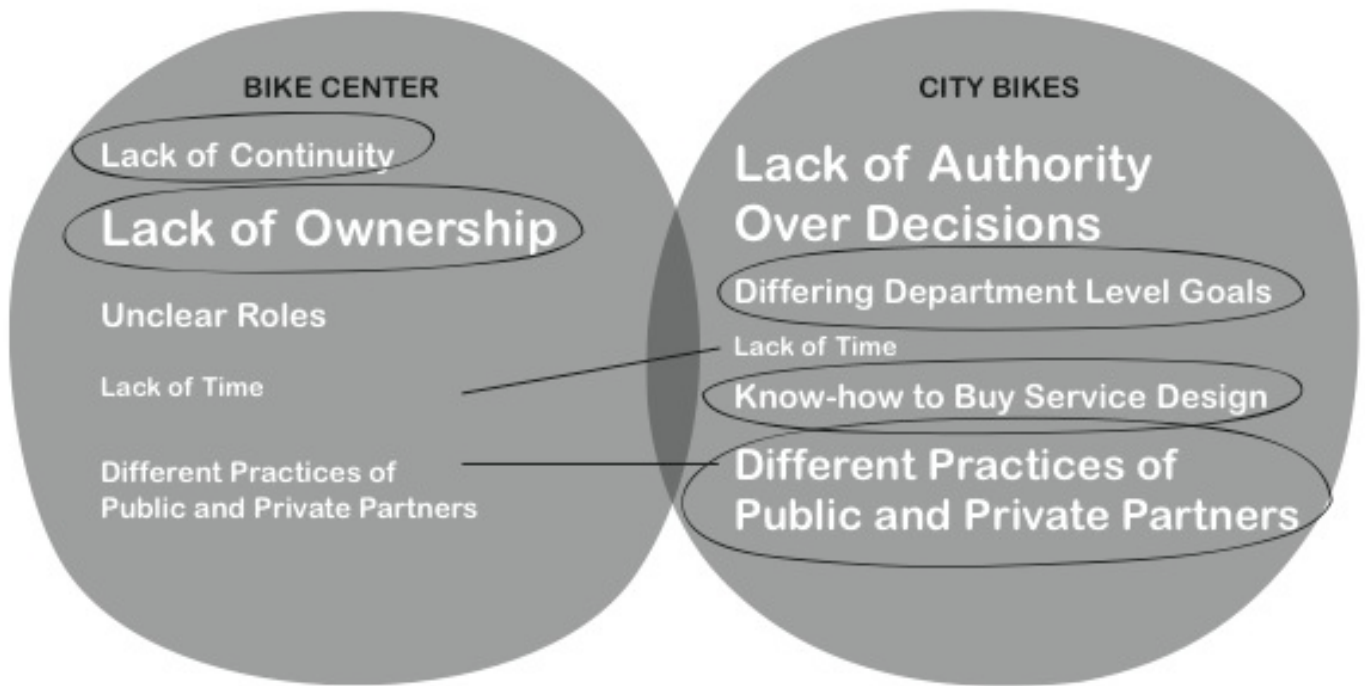 BIKE CENTER
Lack of Continuity
Lack of Ownership
Unclear Roles
Lack of Time
Different Practices of
Public and Private Partners
CITY BIKES
Lack of Authority
Over Decisions
Differing Department Level Goals
Lack of Time
Know-how to Buy Service Design
Different Practices of
Public and Private Partners